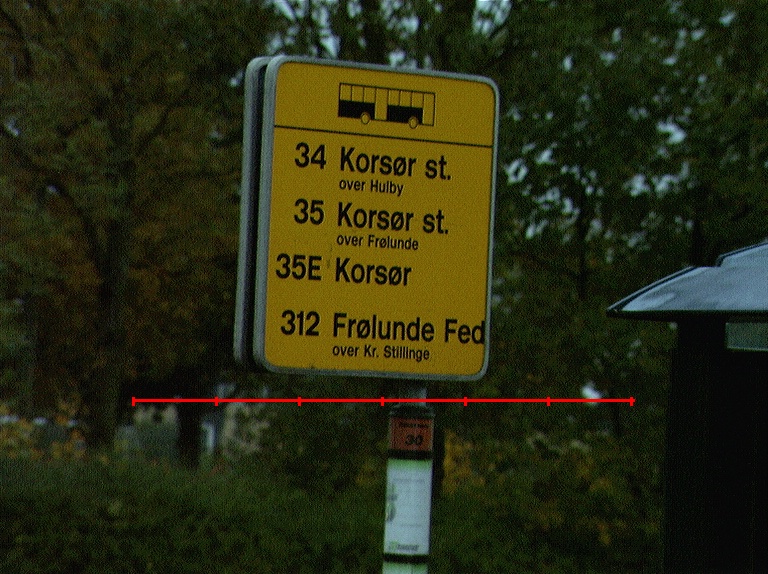 34 Korsør st.
over Hulby
35 Korsør st.
over Frølunde
35E Korsør
312 Frølunde Fed
over Kr. Stillinge
30